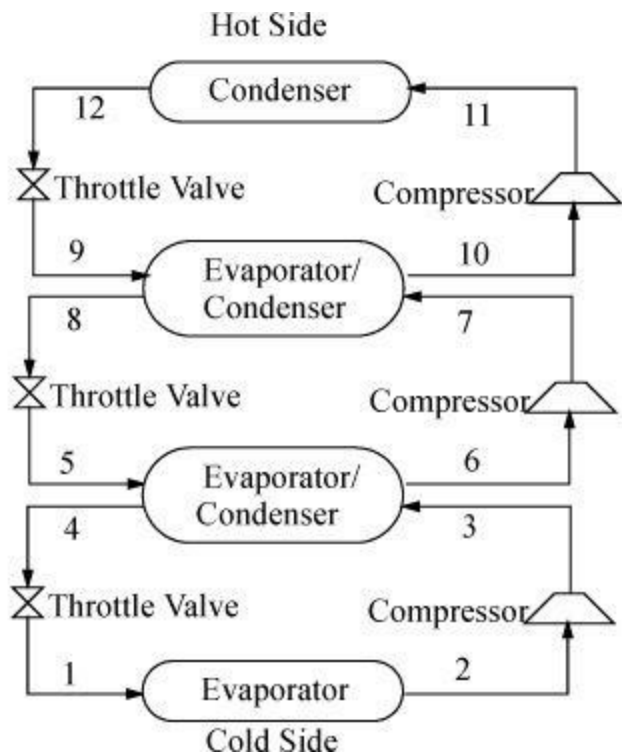 Hot Side
12
Condenser
11
Throttle Valve
Compressor
9
Evaporator/
Condenser
10
8
7
Throttle Valve
Compressor
5
Evaporator/
Condenser
6
4
3
Throttle Valve
Compressor
1
Evaporator
2
Cold Side